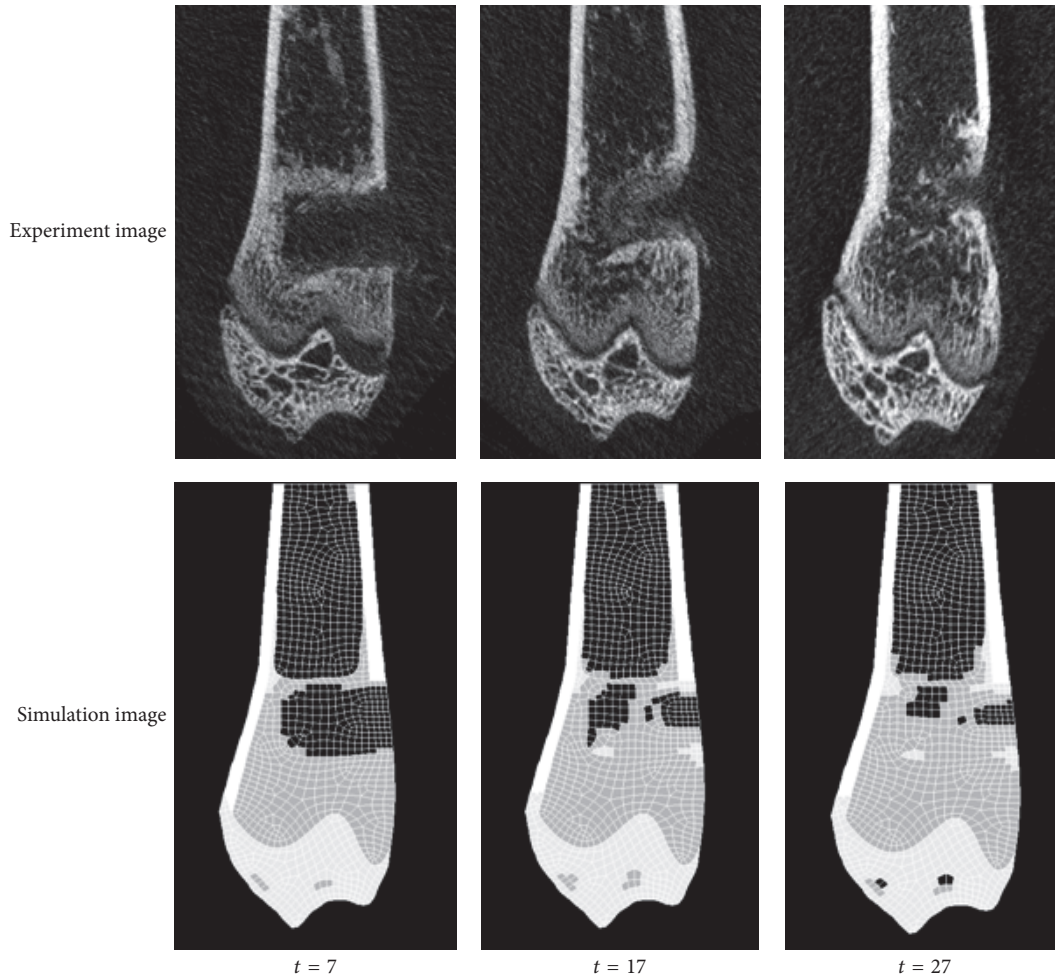 Experiment image
Simulation image
t = 7
t = 17
t = 27